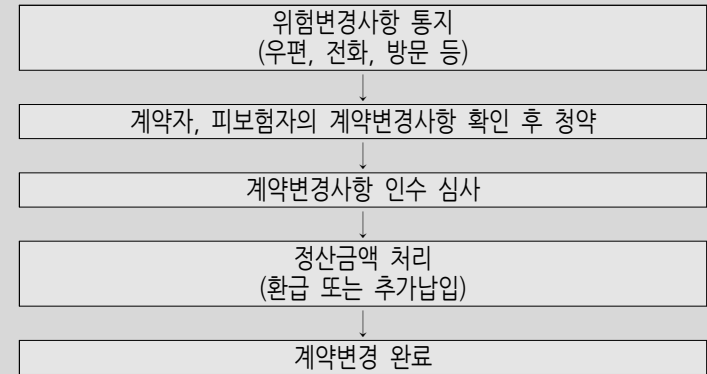 위험변경사항 통지
(우편, 전화, 방문 등)
↓
계약자, 피보험자의 계약변경사항 확인 후 청약
↓
계약변경사항 인수 심사
↓
정산금액 처리
(환급 또는 추가납입)
↓
계약변경 완료